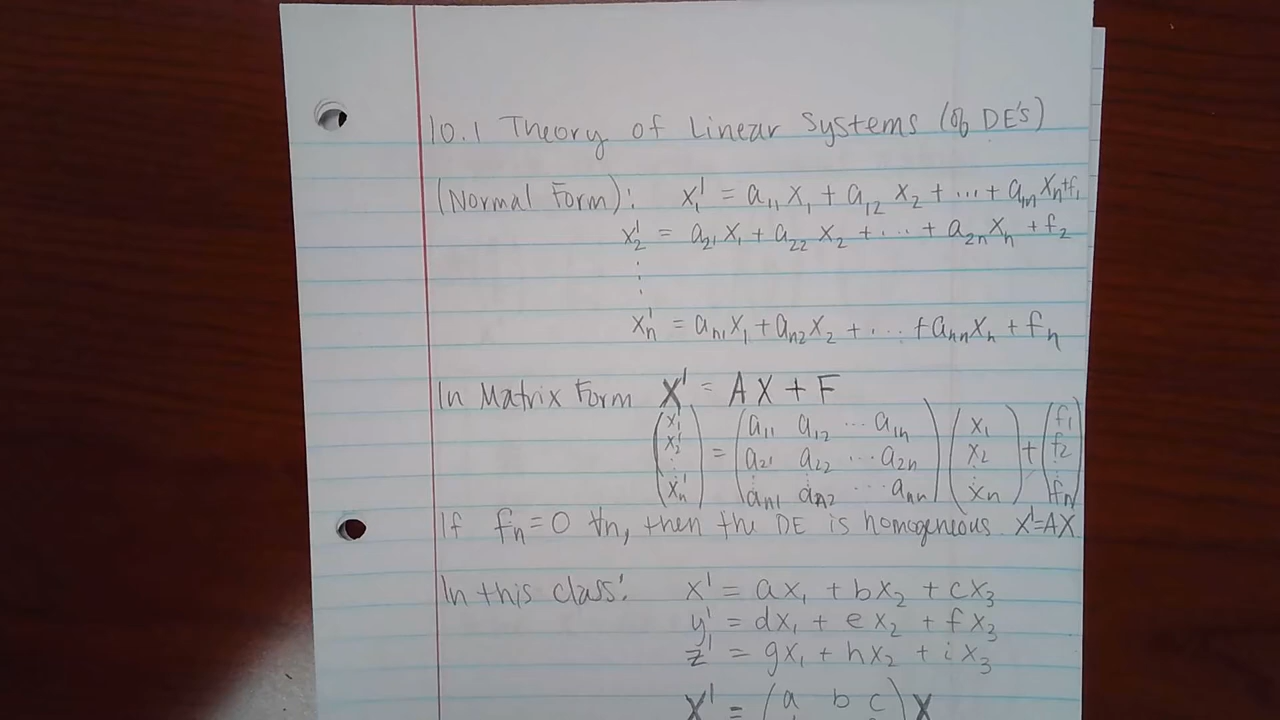 10.1 Theory of Linear Systems (of DE's)
(Normal Form): x₁' = a₁₁x₁ + a₁₂x₂ + ... + a₁ₙxₙ+f₁
x₂' = a₂₁x₁ + a₂₂x₂ + ... + a₂ₙxₙ + f₂
⋮
xₙ' = aₙ₁x₁ + aₙ₂x₂ + ... + aₙₙxₙ + fₙ
In Matrix Form X' = AX + F
(x₁' x₂' ⋮ xₙ') = (a₁₁ a₁₂ ... a₁ₙ
a₂₁ a₂₂ ... a₂ₙ
⋮
aₙ₁ aₙ₂ ... aₙₙ) (x₁ x₂ ⋮ xₙ) + (f₁ f₂ ⋮ fₙ)
If fₙ=0 ∀n, then the DE is homogeneous X'=AX
In this class: x' = ax₁ + bx₂ + cx₃
y' = dx₁ + ex₂ + fx₃
z' = gx₁ + hx₂ + ix₃
X' = (a b c) X